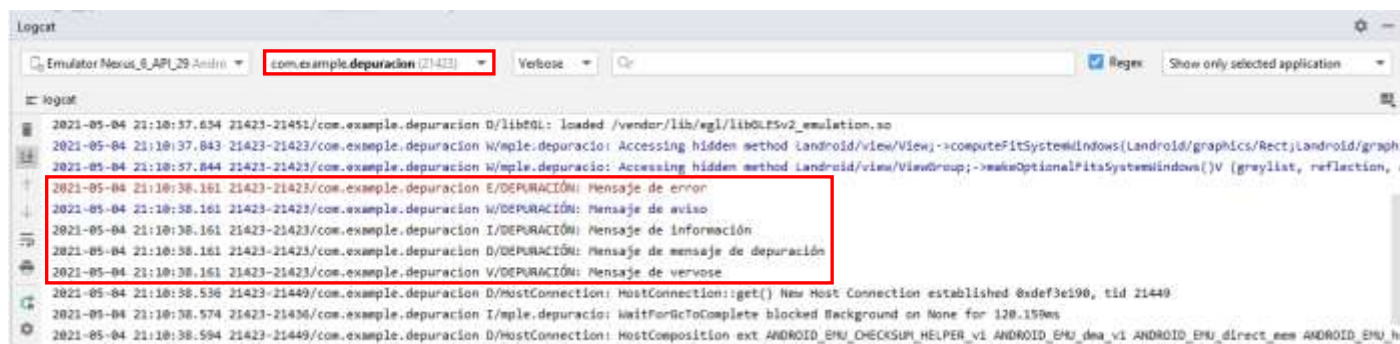 Logcat
Emulator Nexus_6_API_29 Andro
com.example.depuracion (21423)
Verbose
Regex
Show only selected application
logcat
2021-05-04 21:10:37.634 21423-21451/com.example.depuracion D/libEGL: loaded /vendor/lib/egl/libGLESv2_emulation.so
2021-05-04 21:10:37.843 21423-21423/com.example.depuracion W/mple.depuracio: Accessing hidden method Landroid/view/View;->computeFitSystemWindows(Landroid/graphics/Rect;Landroid/graph
2021-05-04 21:10:37.844 21423-21423/com.example.depuracion W/mple.depuracio: Accessing hidden method Landroid/view/ViewGroup;->makeOptionalFitsSystemWindows()V (greylist, reflection,
2021-05-04 21:10:38.161 21423-21423/com.example.depuracion E/DEPURACIÓN: Mensaje de error
2021-05-04 21:10:38.161 21423-21423/com.example.depuracion W/DEPURACIÓN: Mensaje de aviso
2021-05-04 21:10:38.161 21423-21423/com.example.depuracion I/DEPURACIÓN: Mensaje de información
2021-05-04 21:10:38.161 21423-21423/com.example.depuracion D/DEPURACIÓN: Mensaje de mensaje de depuración
2021-05-04 21:10:38.161 21423-21423/com.example.depuracion V/DEPURACIÓN: Mensaje de vervose
2021-05-04 21:10:38.536 21423-21449/com.example.depuracion D/HostConnection: HostConnection::get() New Host Connection established 0xdef3e190, tid 21449
2021-05-04 21:10:38.574 21423-21436/com.example.depuracion I/mple.depuracio: WaitForGcToComplete blocked Background on None for 120.159ms
2021-05-04 21:10:38.594 21423-21449/com.example.depuracion D/HostConnection: HostComposition ext ANDROID_EMU_CHECKSUM_HELPER_v1 ANDROID_EMU_dma_v1 ANDROID_EMU_direct_mem ANDROID_EMU_h